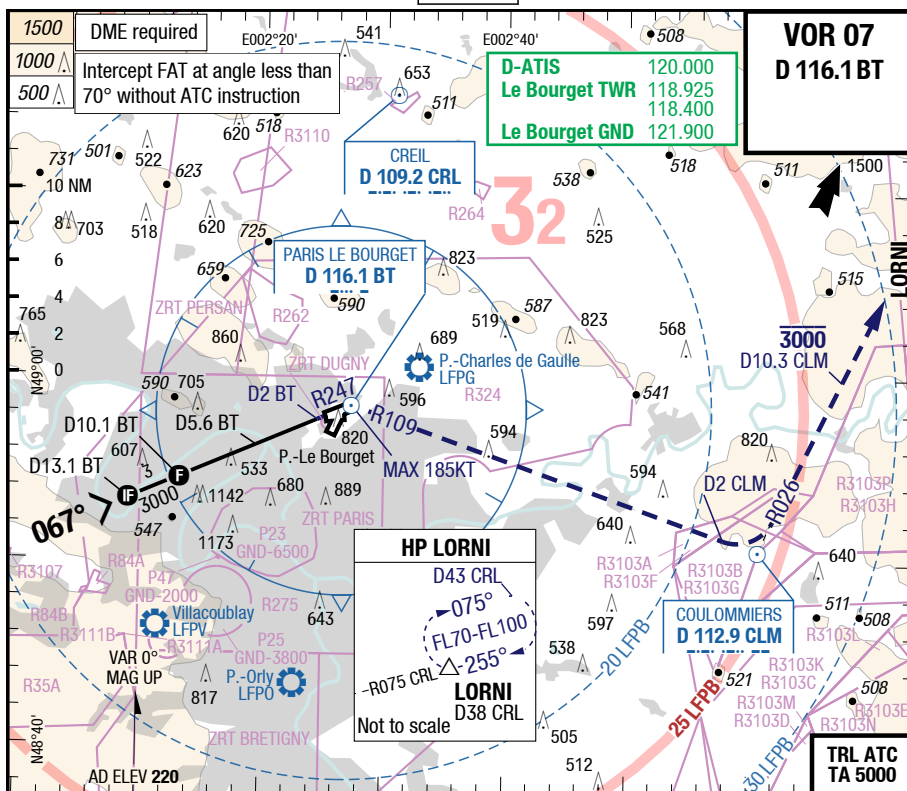 1500
1000
500
DME required
Intercept FAT at angle less than
70° without ATC instruction
E002°20'
541
E002°40'
508
VOR 07
D 116.1 BT
D-ATIS 120.000
Le Bourget TWR 118.925
118.400
Le Bourget GND 121.900
R257
653
511
620
518
R3110
501
522
731
10 NM
623
CREIL
D 109.2 CRL
518
511
1500
538
R264
32
525
8
703
518
620
725
6
659
PARIS LE BOURGET
D 116.1 BT
823
515
LORNI
4
ZRT PERSAN
590
587
765
R262
519
823
568
3000
D10.3 CLM
2
860
689
N49°00'
0
ZRT DUGNY
P.-Charles de Gaulle
LFPG
590
705
D2 BT
R247
596
R324
541
D10.1 BT
D5.6 BT
R109
820
P.-Le Bourget
594
820
D13.1 BT
607
3
533
MAX 185KT
594
D2 CLM
R026
IF
F
3000
067°
1142
680
889
R3103P
R3103H
547
1173
P23
GND-6500
ZRT PARIS
640
HP LORNI
R3103A
R3103F
R3103B
R3103G
640
R3107
R84A
P47
GND-2000
D43 CRL
075°
FL70-FL100
255°
R075 CRL
LORNI
D38 CRL
Not to scale
R84B
R3111B
Villacoublay
LFPV
R275
643
597
COULOMMIERS
D 112.9 CLM
511
508
R3103L
R3111A
P25
GND-3800
538
20 LFPB
VAR 0°
MAG UP
R35A
817
P.-Orly
LFPO
521
R3103K
R3103C
R3103M
R3103D
508
R3103E
R3103N
25 LFPB
N48°40'
ZRT BRETIGNY
505
30 LFPB
AD ELEV 220
512
TRL ATC
TA 5000